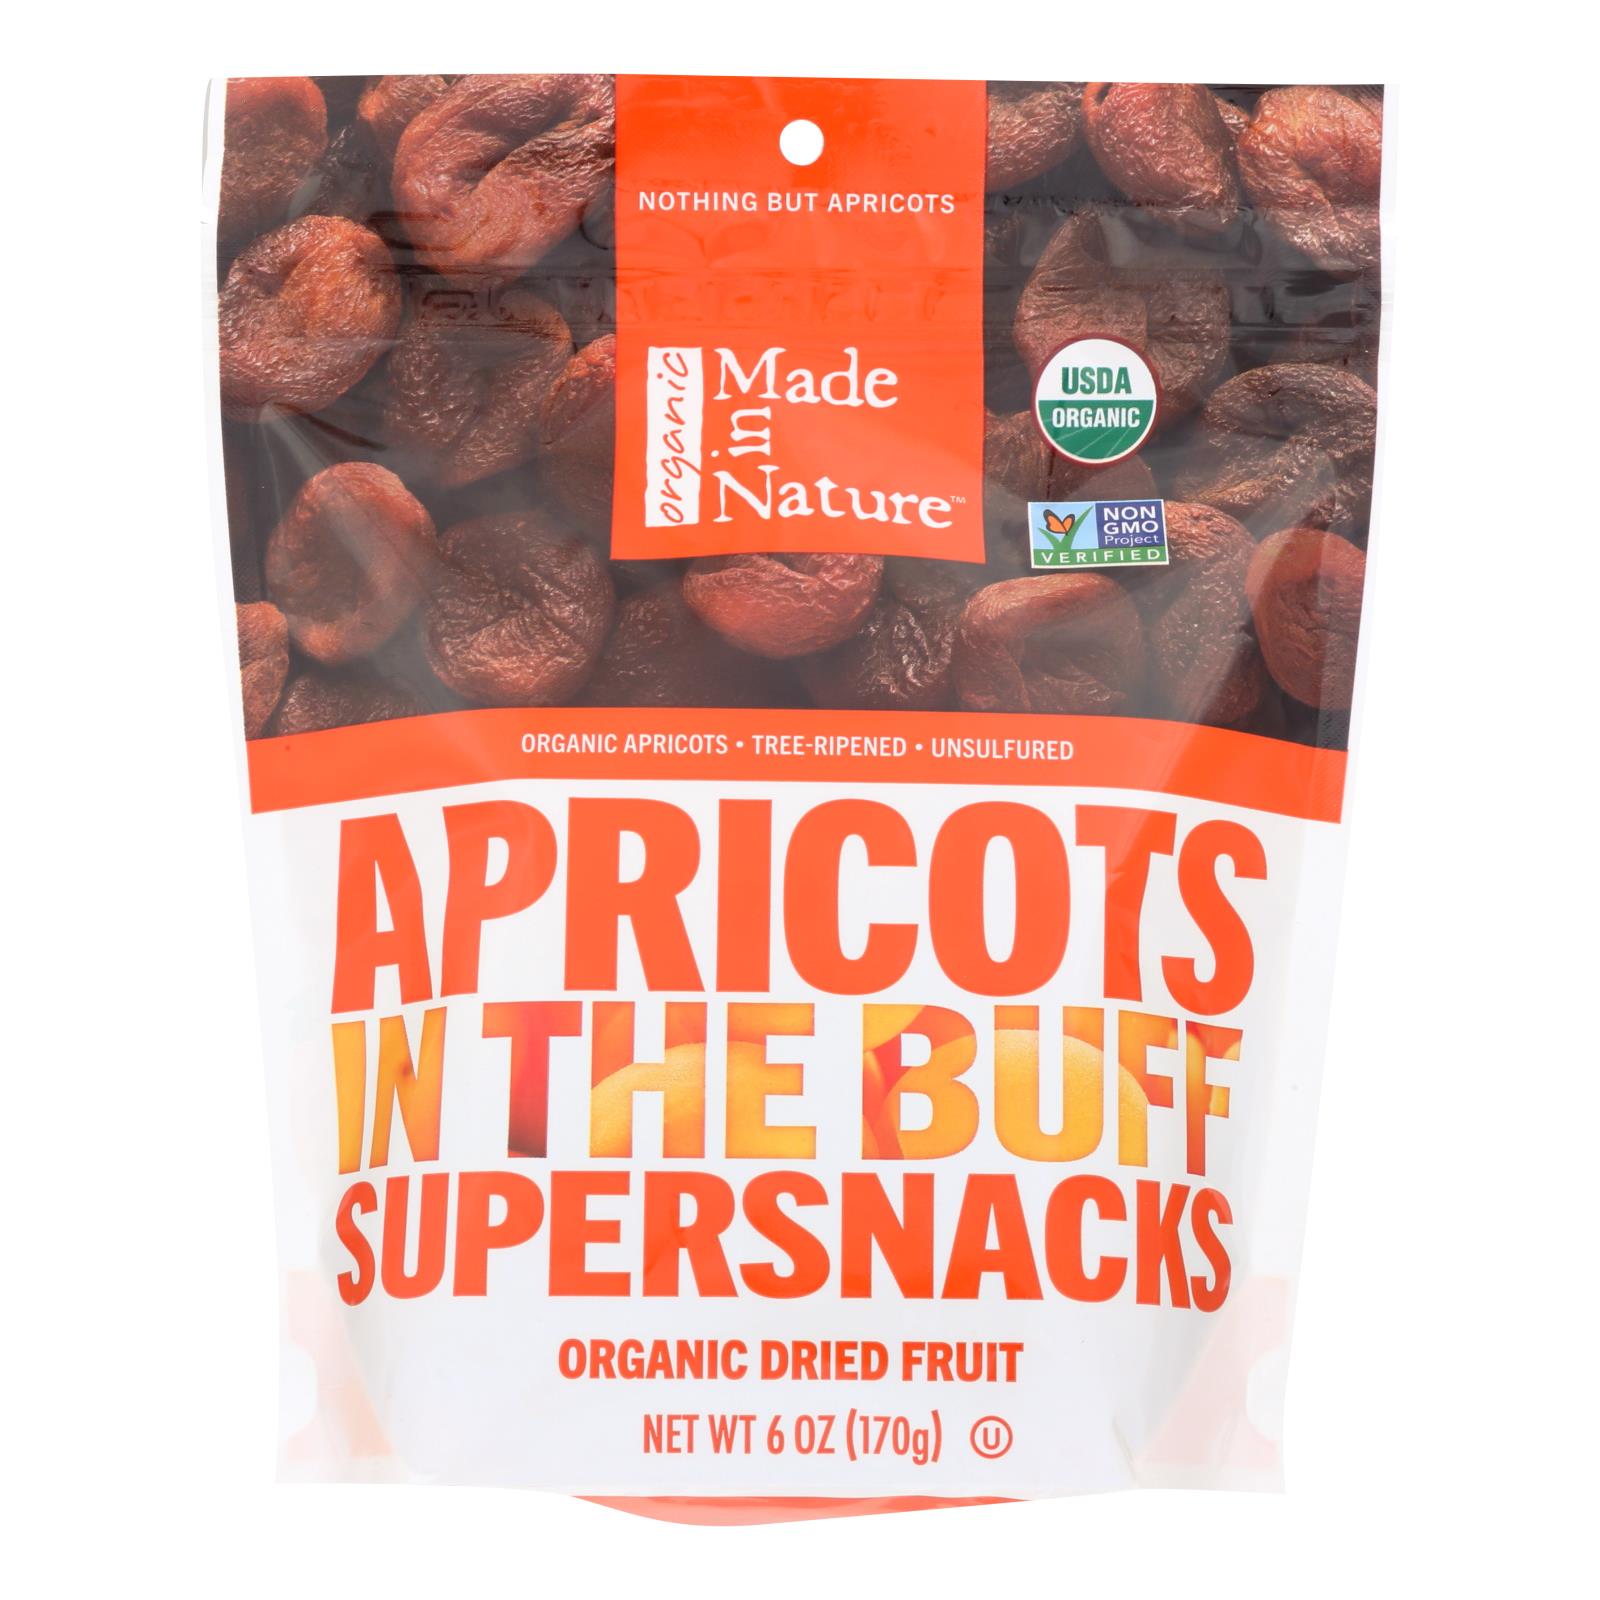 NOTHING BUT APRICOTS
organic
Made
in
Nature™
USDA
ORGANIC
NON
GMO
Project
VERIFIED
ORGANIC APRICOTS • TREE-RIPENED • UNSULFURED
APRICOTS
IN THE BUFF
SUPERSNACKS
ORGANIC DRIED FRUIT
NET WT 6 OZ (170g) U